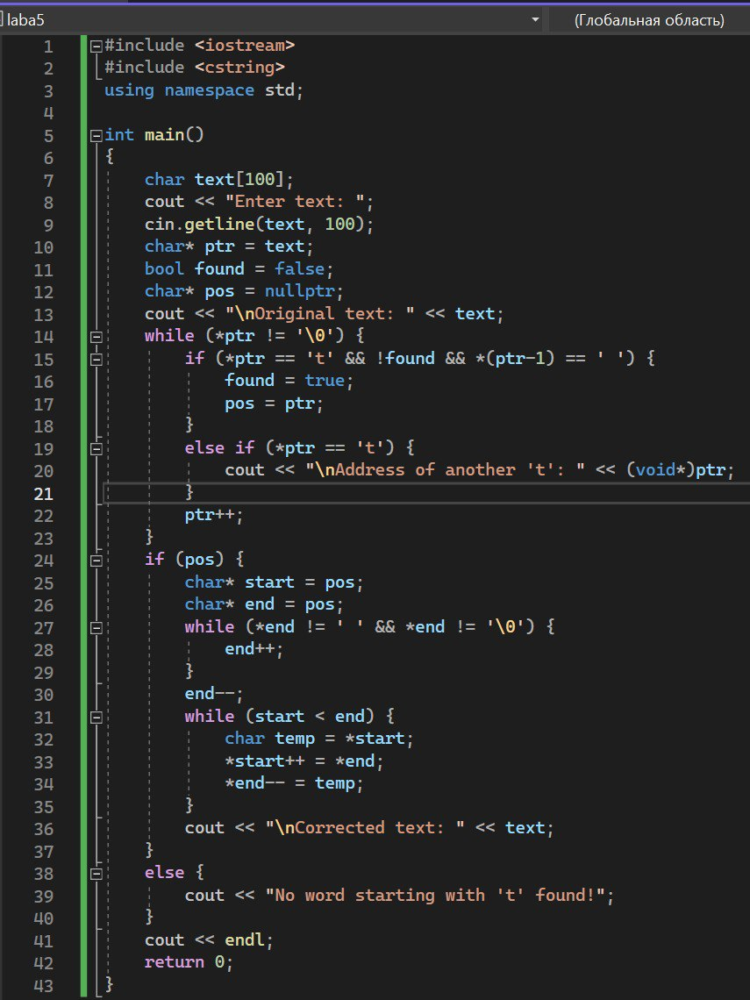 laba5 (Глобальная область)
1 #include <iostream>
2 #include <cstring>
3 using namespace std;
4
5 int main()
6 {
7 char text[100];
8 cout << "Enter text: ";
9 cin.getline(text, 100);
10 char* ptr = text;
11 bool found = false;
12 char* pos = nullptr;
13 cout << "\nOriginal text: " << text;
14 while (*ptr != '\0') {
15 if (*ptr == 't' && !found && *(ptr-1) == ' ') {
16 found = true;
17 pos = ptr;
18 }
19 else if (*ptr == 't') {
20 cout << "\nAddress of another 't': " << (void*)ptr;
21 }
22 ptr++;
23 }
24 if (pos) {
25 char* start = pos;
26 char* end = pos;
27 while (*end != ' ' && *end != '\0') {
28 end++;
29 }
30 end--;
31 while (start < end) {
32 char temp = *start;
33 *start++ = *end;
34 *end-- = temp;
35 }
36 cout << "\nCorrected text: " << text;
37 }
38 else {
39 cout << "No word starting with 't' found!";
40 }
41 cout << endl;
42 return 0;
43 }